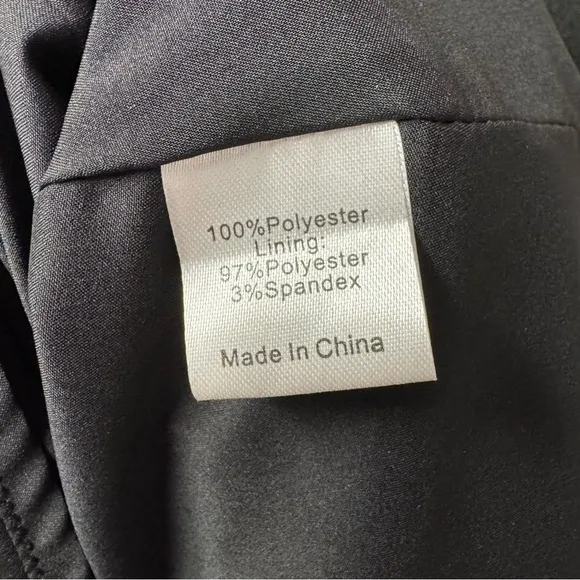 100%Polyester
Lining:
97%Polyester
3%Spandex
Made In China